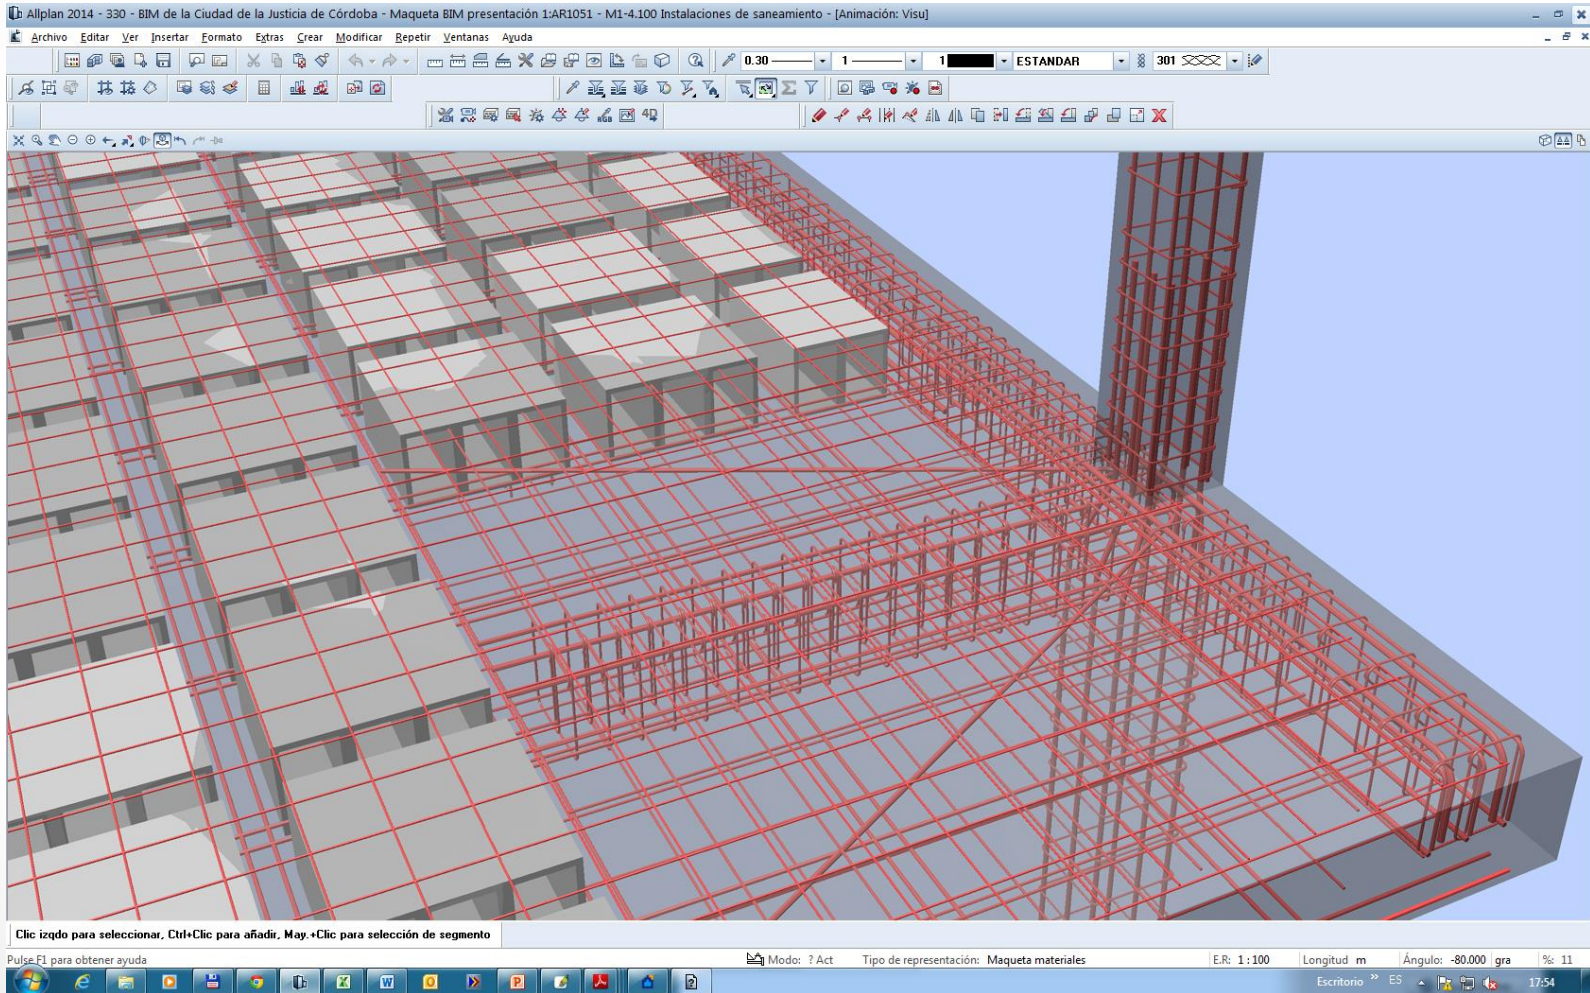 Allplan 2014 - 330 - BIM de la Ciudad de la Justicia de Córdoba - Maqueta BIM presentación 1:AR1051 - M1-4.100 Instalaciones de saneamiento - [Animación: Visu]
Archivo Editar Ver Insertar Formato Extras Crear Modificar Repetir Ventanas Ayuda
0.30 1 1 ESTANDAR 301
4D
Clic izqdo para seleccionar, Ctrl+Clic para añadir, May.+Clic para selección de segmento
Pulse F1 para obtener ayuda Modo: ? Act Tipo de representación: Maqueta materiales E.R: 1 : 100 Longitud m Ángulo: -80.000 gra %: 11
Escritorio » ES 17:54